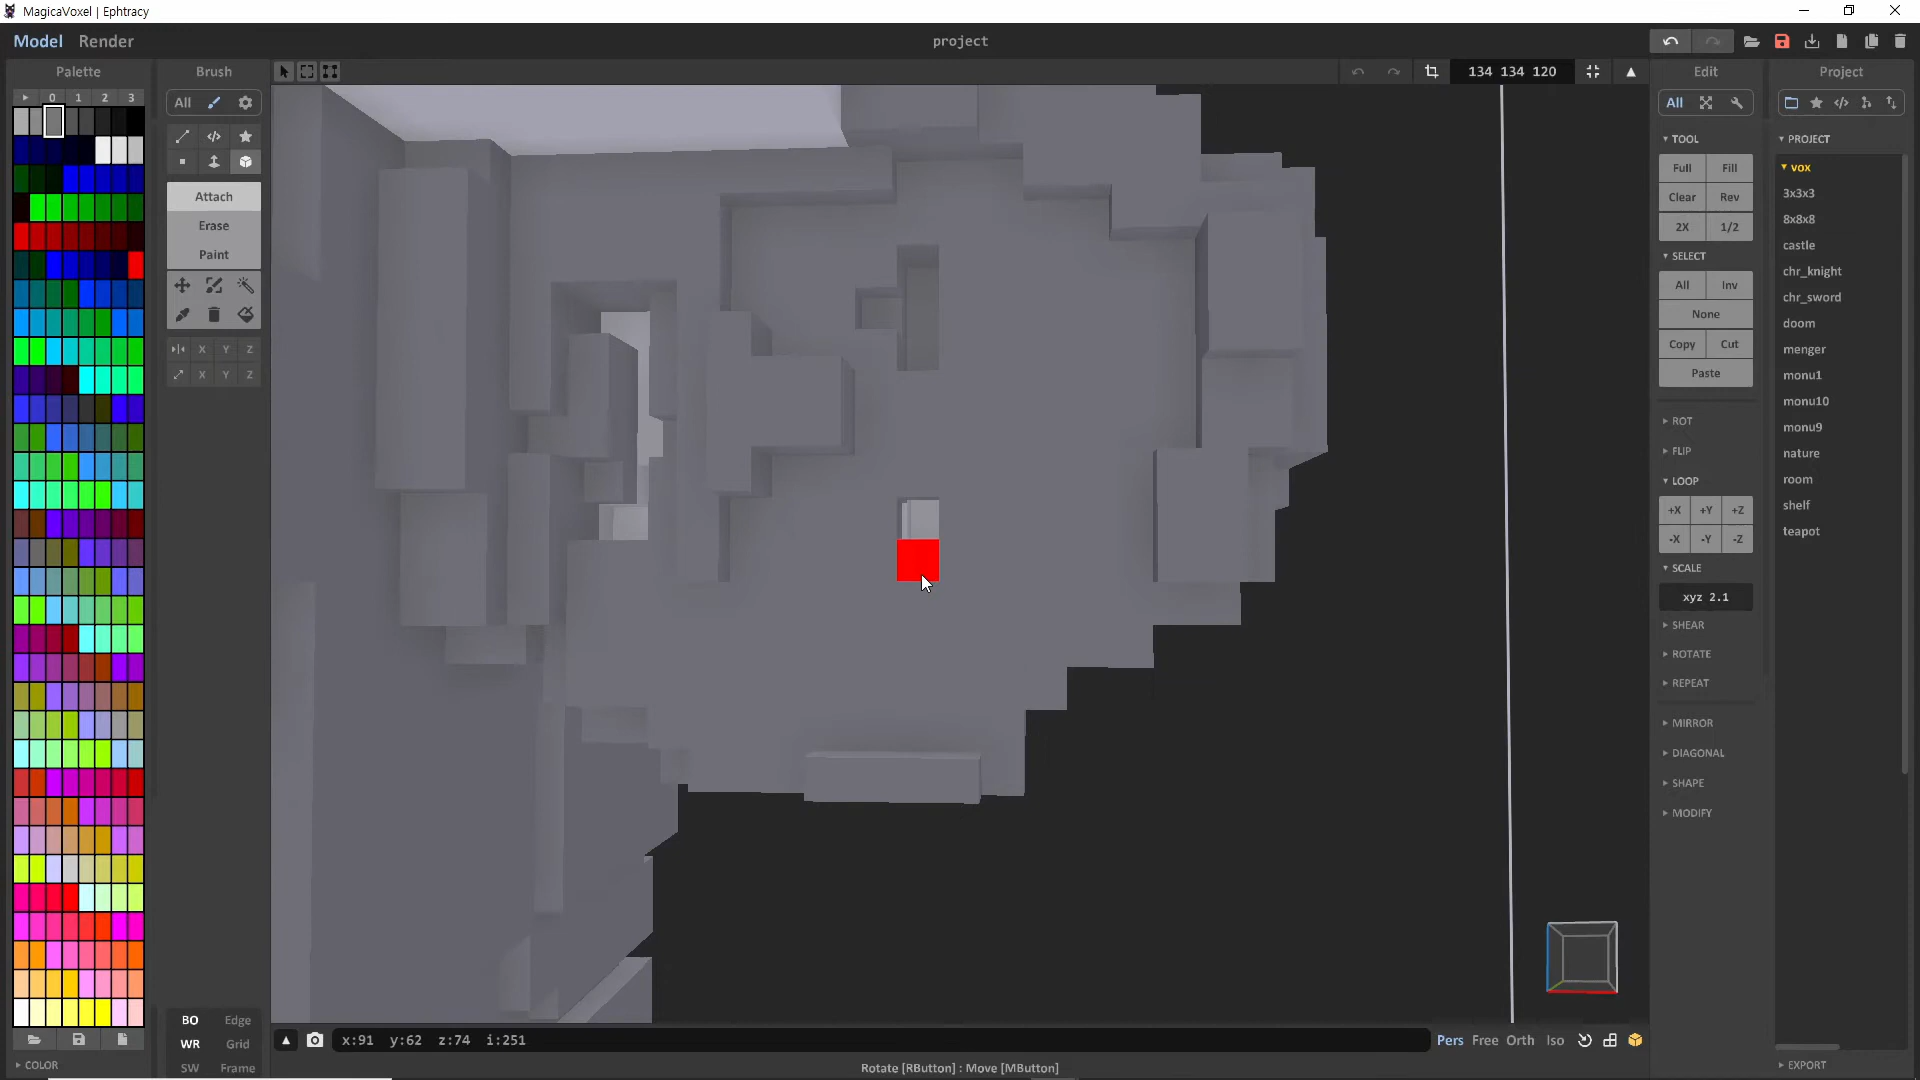 MagicaVoxel | Ephtracy
Model Render project
Palette Brush 134 134 120 Edit Project
0 1 2 3 All All
TOOL PROJECT
Full Fill vox
Attach Clear Rev 3x3x3
Erase 2X 1/2 8x8x8
Paint SELECT castle
All Inv chr_knight
None chr_sword
X Y Z Copy Cut doom
X Y Z Paste menger
monu1
ROT monu10
FLIP monu9
LOOP nature
+X +Y +Z room
-X -Y -Z shelf
SCALE teapot
xyz 2.1
SHEAR
ROTATE
REPEAT
MIRROR
DIAGONAL
SHAPE
MODIFY
BO Edge
WR Grid x:91 y:62 z:74 i:251 Pers Free Orth Iso
COLOR SW Frame Rotate [RButton] : Move [MButton] EXPORT